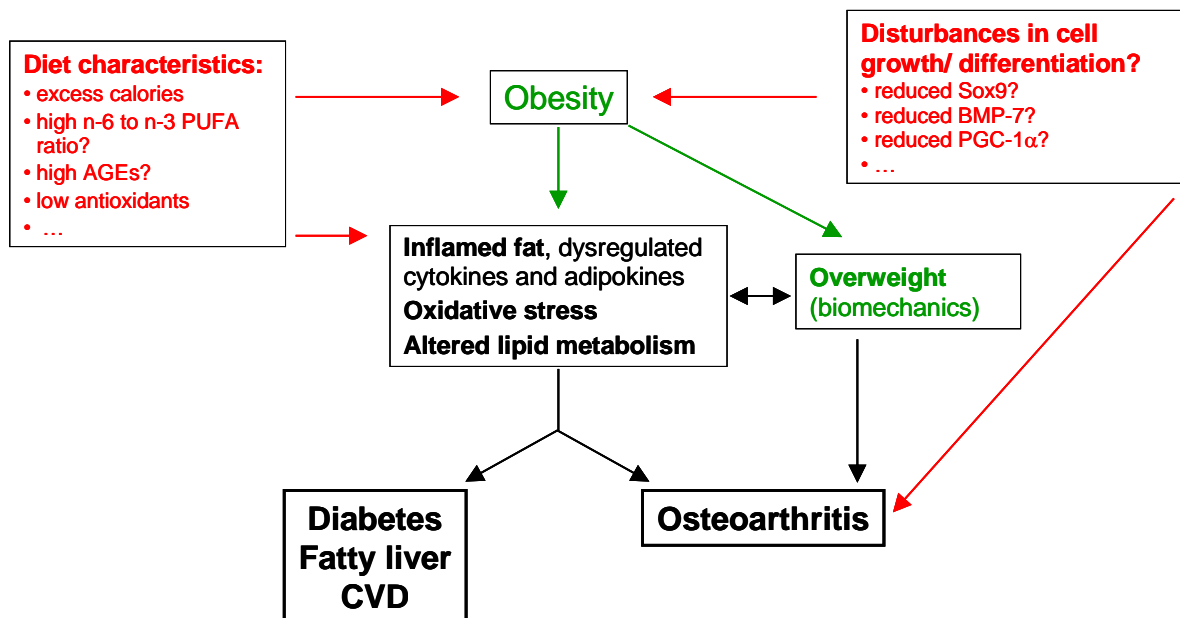 Diet characteristics:
• excess calories
• high n-6 to n-3 PUFA
ratio?
• high AGEs?
• low antioxidants
• ...
Obesity
Disturbances in cell
growth/ differentiation?
• reduced Sox9?
• reduced BMP-7?
• reduced PGC-1α?
• ...
Inflamed fat, dysregulated
cytokines and adipokines
Oxidative stress
Altered lipid metabolism
Overweight
(biomechanics)
Diabetes
Fatty liver
CVD
Osteoarthritis